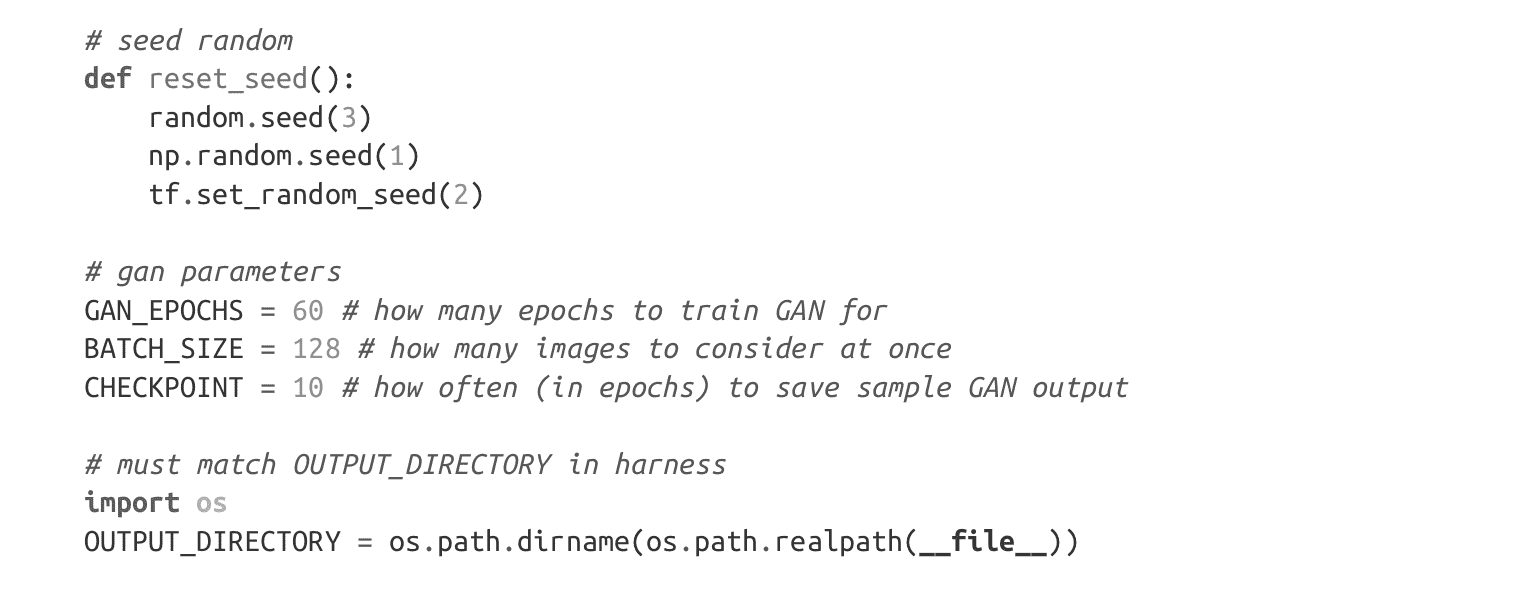 # seed random
def reset_seed():
    random.seed(3)
    np.random.seed(1)
    tf.set_random_seed(2)

# gan parameters
GAN_EPOCHS = 60 # how many epochs to train GAN for
BATCH_SIZE = 128 # how many images to consider at once
CHECKPOINT = 10 # how often (in epochs) to save sample GAN output

# must match OUTPUT_DIRECTORY in harness
import os
OUTPUT_DIRECTORY = os.path.dirname(os.path.realpath(__file__))